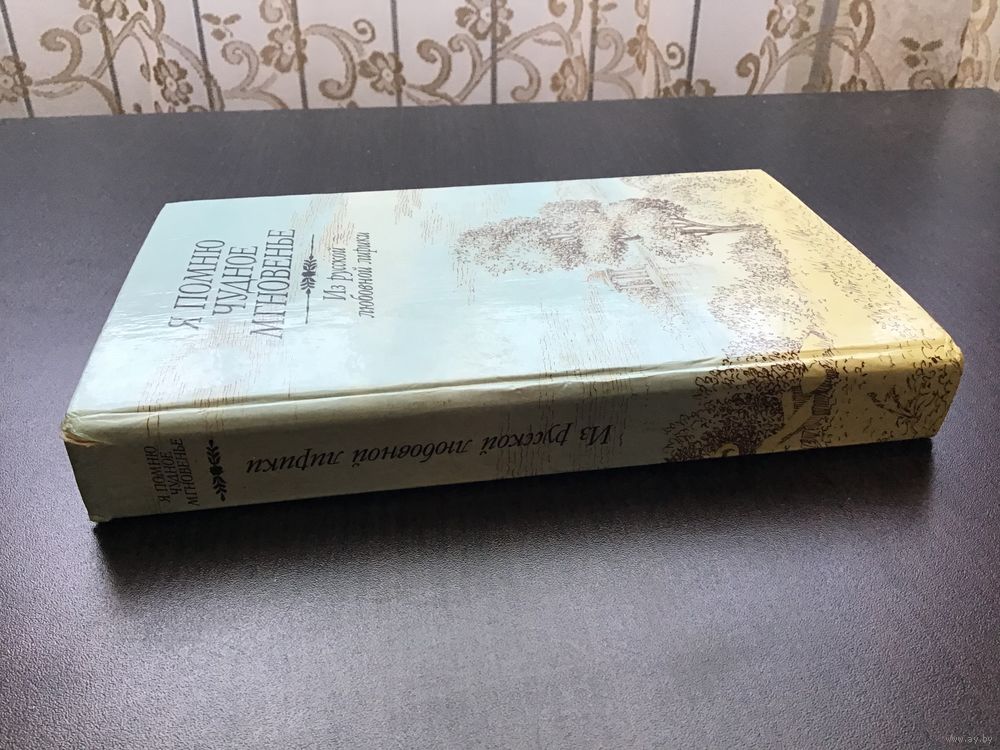 Я ПОМНЮ
ЧУДНОЕ
МГНОВЕНЬЕ
Из русской
любовной лирики
Я ПОМНЮ
ЧУДНОЕ
МГНОВЕНЬЕ
Из русской любовной лирики
www.ay.by